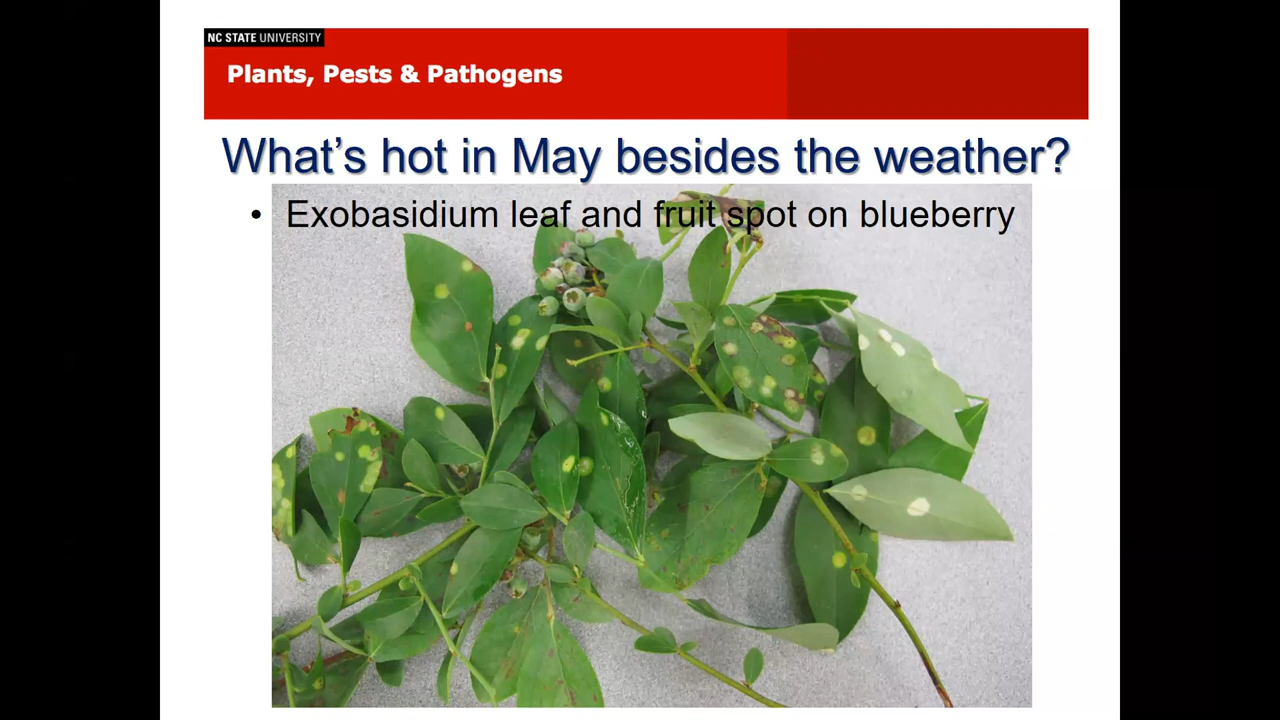 NC STATE UNIVERSITY
Plants, Pests & Pathogens
What's hot in May besides the weather?
• Exobasidium leaf and fruit spot on blueberry